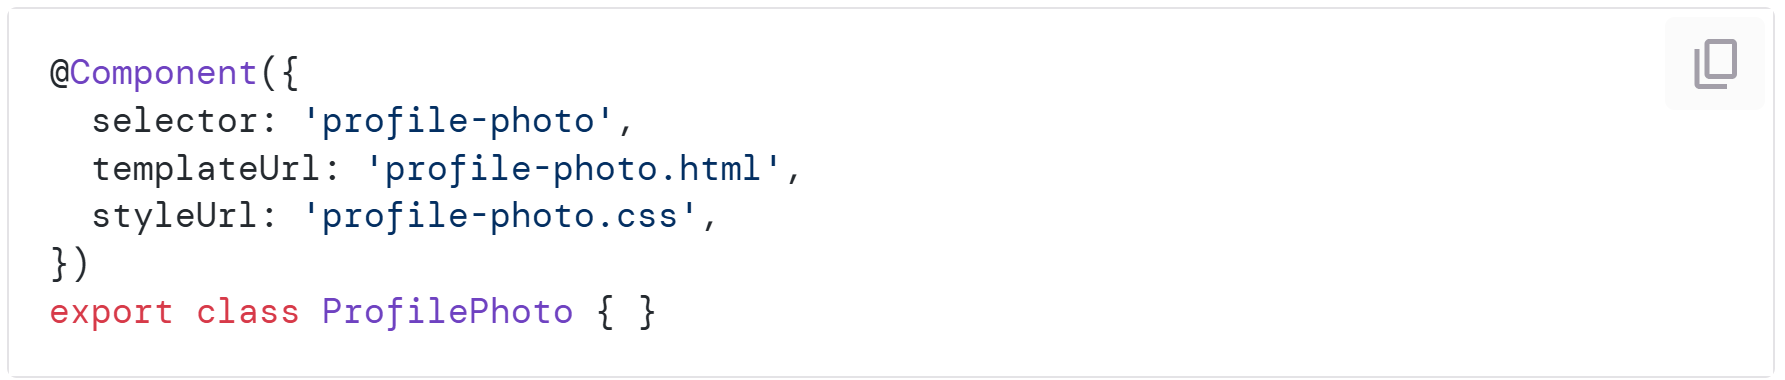 @Component({
  selector: 'profile-photo',
  templateUrl: 'profile-photo.html',
  styleUrl: 'profile-photo.css',
})
export class ProfilePhoto { }